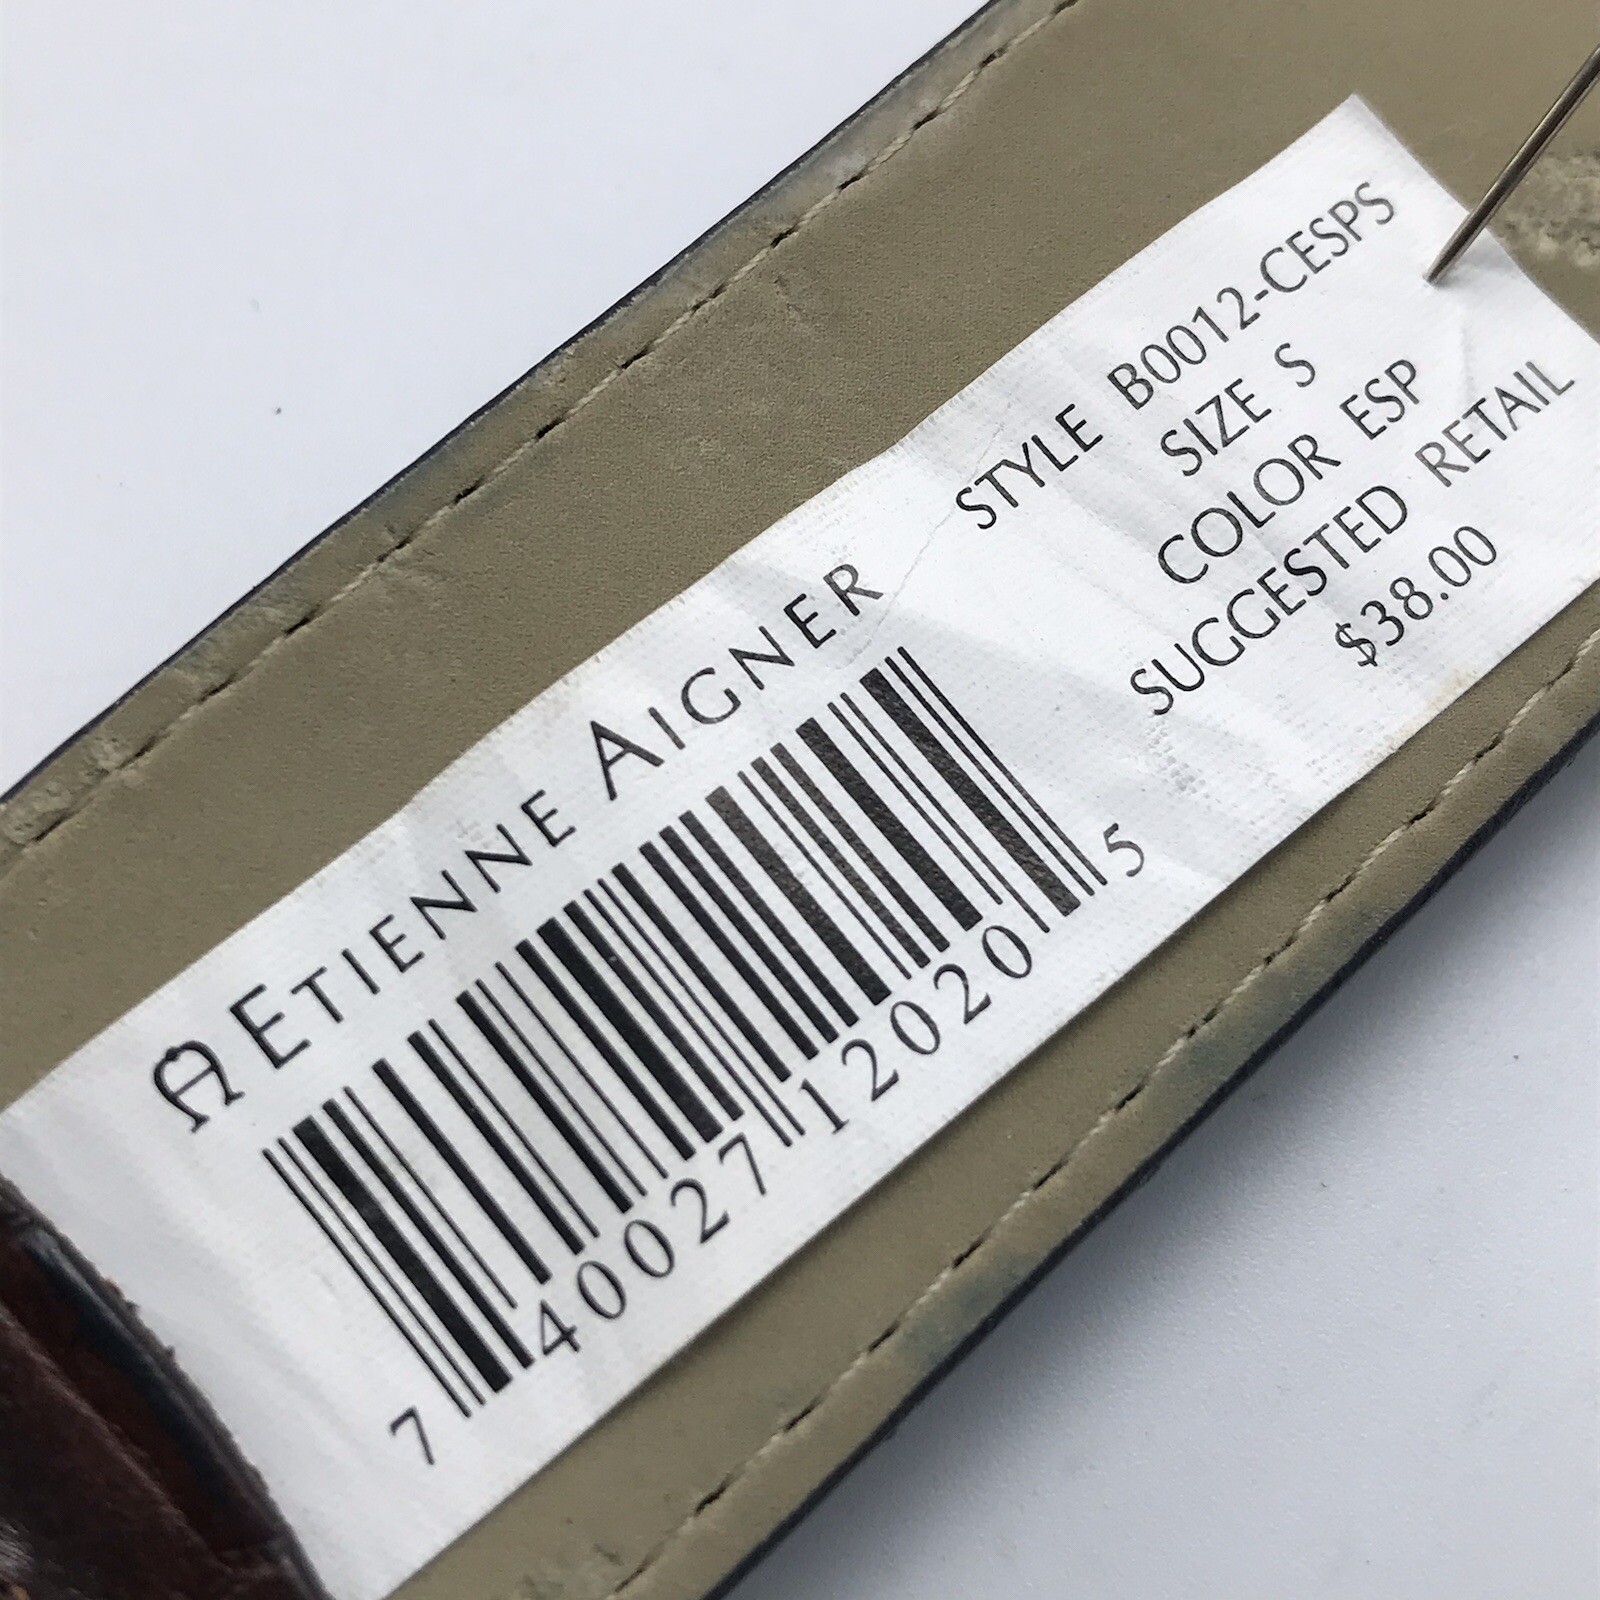 ETIENNE AIGNER
7 40027 12020 5
STYLE B0012-CESPS
SIZE S
COLOR ESP
SUGGESTED RETAIL
$38.00